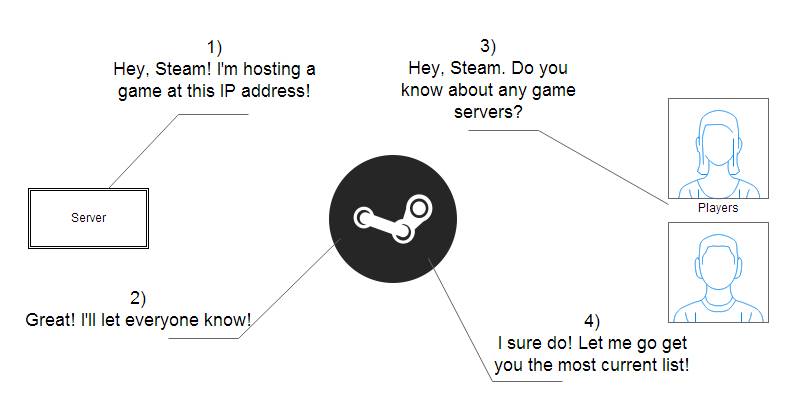 1)
Hey, Steam! I'm hosting a
game at this IP address!
3)
Hey, Steam. Do you
know about any game
servers?
Server
Players
2)
Great! I'll let everyone know!
4)
I sure do! Let me go get
you the most current list!